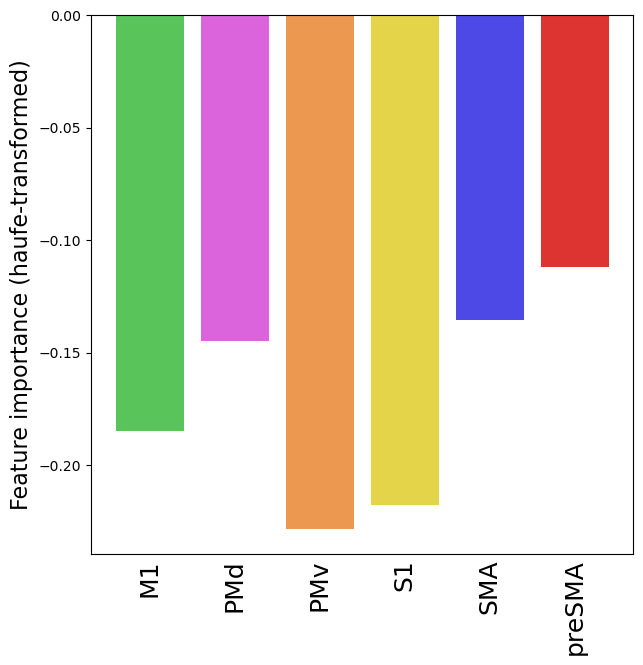 Feature importance (haufe-transformed)
0.00
−0.05
−0.10
−0.15
−0.20
M1
PMd
PMv
S1
SMA
preSMA